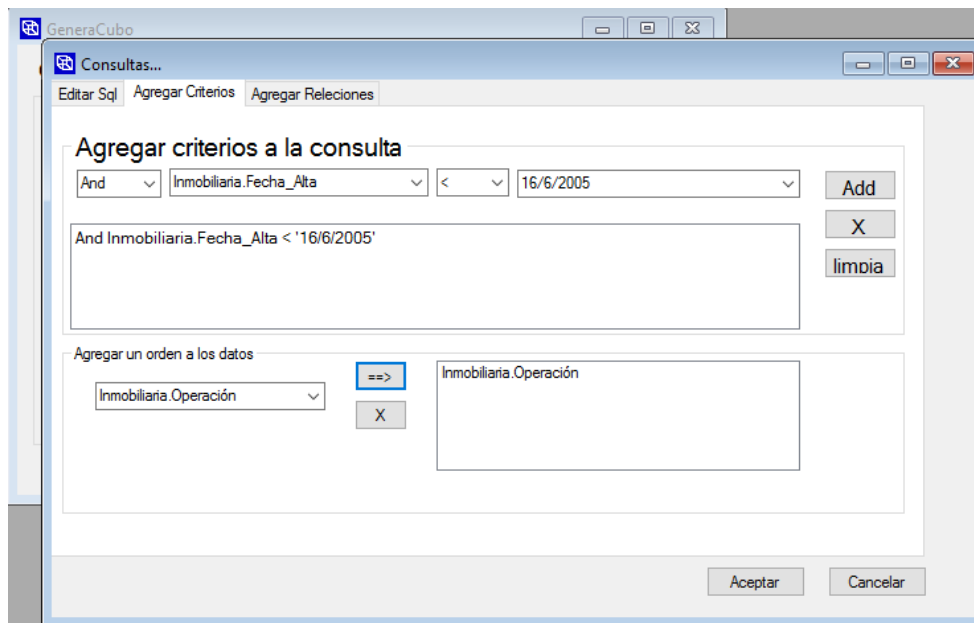 GeneraCubo
Consultas...
Editar Sql Agregar Criterios Agregar Releciones
Agregar criterios a la consulta
And Inmobiliaria.Fecha_Alta < 16/6/2005 Add
X
And Inmobiliaria.Fecha_Alta < '16/6/2005'
limpia
Agregar un orden a los datos
==> Inmobiliaria.Operación
Inmobiliaria.Operación
X
Aceptar Cancelar